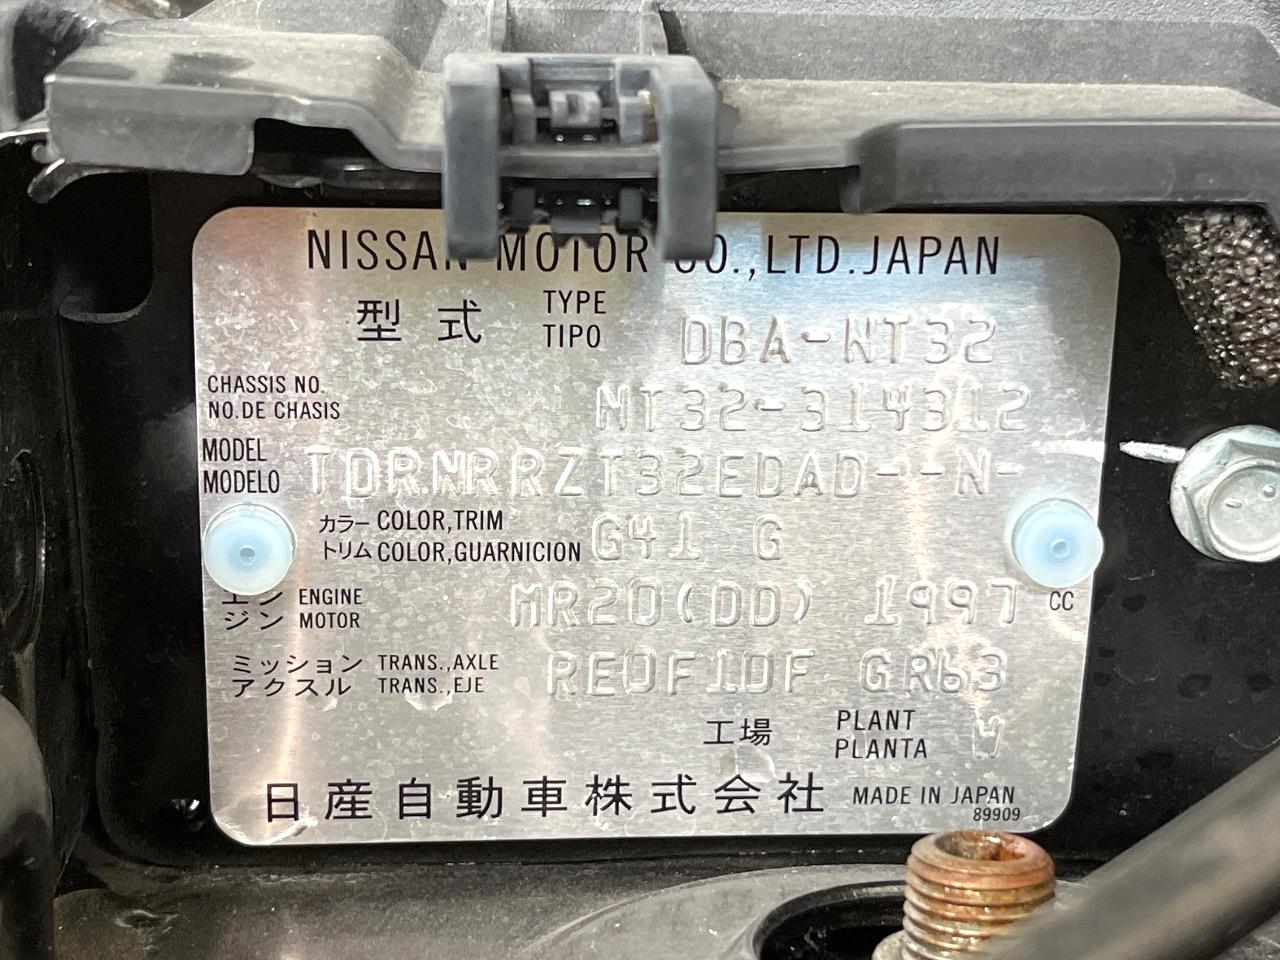 NISSAN MOTOR CO.,LTD.JAPAN
型式 TYPE TIPO DBA-NT32
CHASSIS NO.
NO.DE CHASIS NT32-314312
MODEL
MODELO TDRNRRZT32EDAD--N-
カラー COLOR,TRIM
トリム COLOR,GUARNICION G41 G
エン ENGINE
ジン MOTOR MR20(DD) 1997 CC
ミッション TRANS.,AXLE
アクスル TRANS.,EJE RE0F10F GR63
工場 PLANT PLANTA W
日産自動車株式会社 MADE IN JAPAN
89909